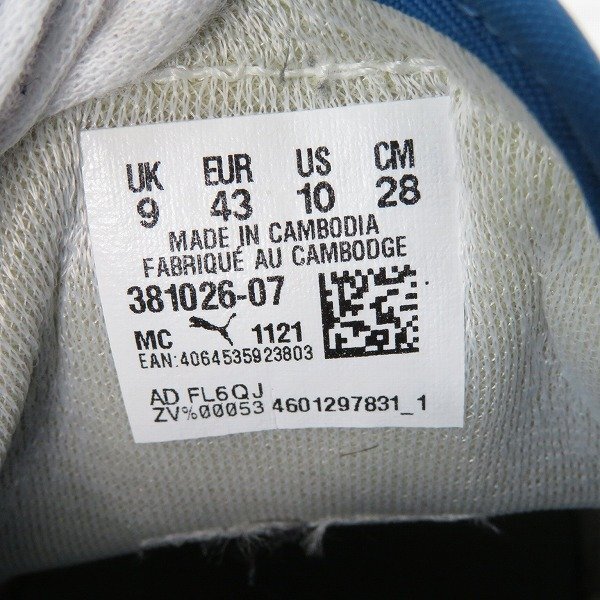 UK EUR US CM
9 43 10 28
MADE IN CAMBODIA
FABRIQUÉ AU CAMBODGE
381026-07
MC 1121
EAN:4064535923803
AD FL6QJ
ZV%00053 4601297831_1